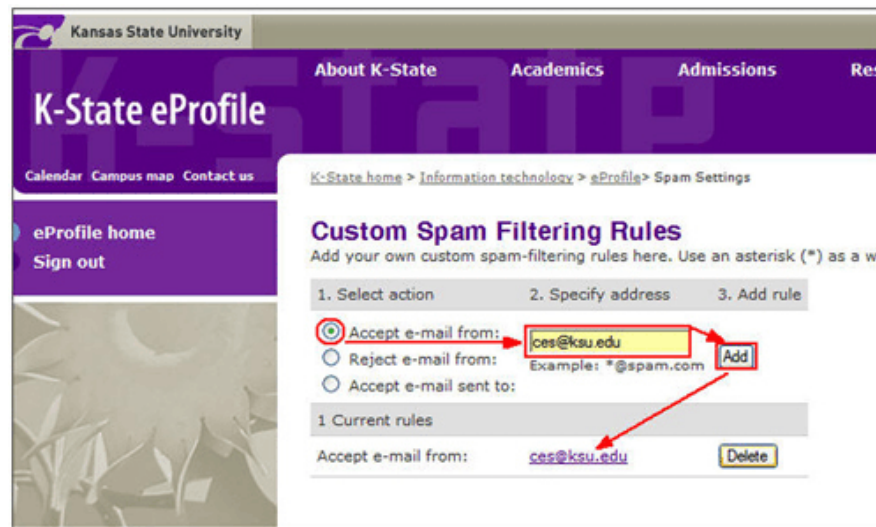 Kansas State University
About K-State Academics Admissions Res
K-State eProfile
Calendar Campus map Contact us
K-State home > Information technology > eProfile> Spam Settings
eProfile home
Sign out
Custom Spam Filtering Rules
Add your own custom spam-filtering rules here. Use an asterisk (*) as a w
1. Select action 2. Specify address 3. Add rule
Accept e-mail from: ces@ksu.edu Add
Reject e-mail from: Example: *@spam.com
Accept e-mail sent to:
1 Current rules
Accept e-mail from: ces@ksu.edu Delete